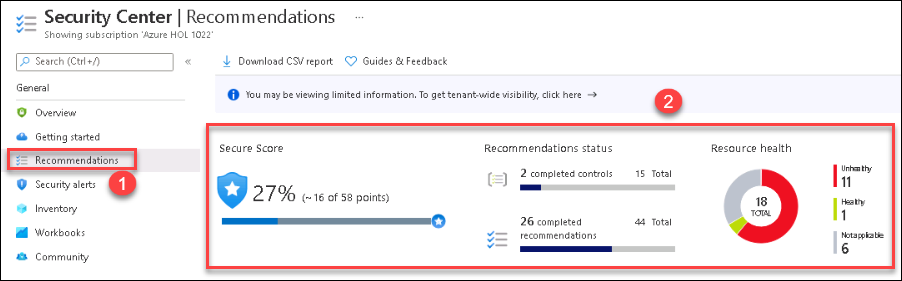 Security Center | Recommendations ...
Showing subscription 'Azure HOL 1022'
Search (Ctrl+/) «
Download CSV report Guides & Feedback
General
You may be viewing limited information. To get tenant-wide visibility, click here →
2
Overview
Getting started
Recommendations
1
Security alerts
Inventory
Workbooks
Community
Secure Score
27% (~ 16 of 58 points)
Recommendations status
2 completed controls 15 Total
26 completed recommendations 44 Total
Resource health
18
TOTAL
Unhealthy
11
Healthy
1
Not applicable
6